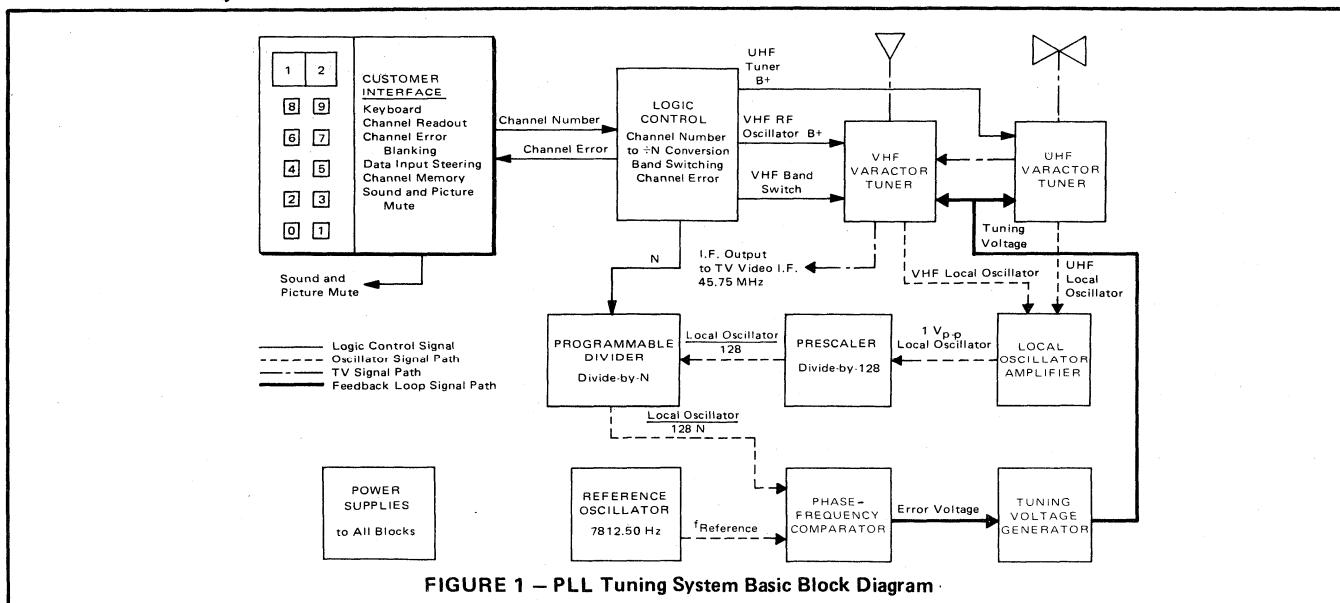 1 2
8 9
6 7
4 5
2 3
0 1
CUSTOMER
INTERFACE
Keyboard
Channel Readout
Channel Error
Blanking
Data Input Steering
Channel Memory
Sound and Picture
Mute
Sound and
Picture Mute
Channel Number
Channel Error
LOGIC
CONTROL
Channel Number
to ÷N Conversion
Band Switching
Channel Error
UHF
Tuner
B+
VHF RF
Oscillator B+
VHF Band
Switch
VHF
VARACTOR
TUNER
UHF
VARACTOR
TUNER
Tuning
Voltage
N
I.F. Output
to TV Video I.F.
45.75 MHz
VHF Local Oscillator
UHF
Local
Oscillator
Logic Control Signal
Oscillator Signal Path
TV Signal Path
Feedback Loop Signal Path
PROGRAMMABLE
DIVIDER
Divide-by-N
Local Oscillator
128
PRESCALER
Divide-by-128
1 Vp-p
Local Oscillator
LOCAL
OSCILLATOR
AMPLIFIER
Local Oscillator
128 N
POWER
SUPPLIES
to All Blocks
REFERENCE
OSCILLATOR
7812.50 Hz
fReference
PHASE–
FREQUENCY
COMPARATOR
Error Voltage
TUNING
VOLTAGE
GENERATOR
FIGURE 1 – PLL Tuning System Basic Block Diagram